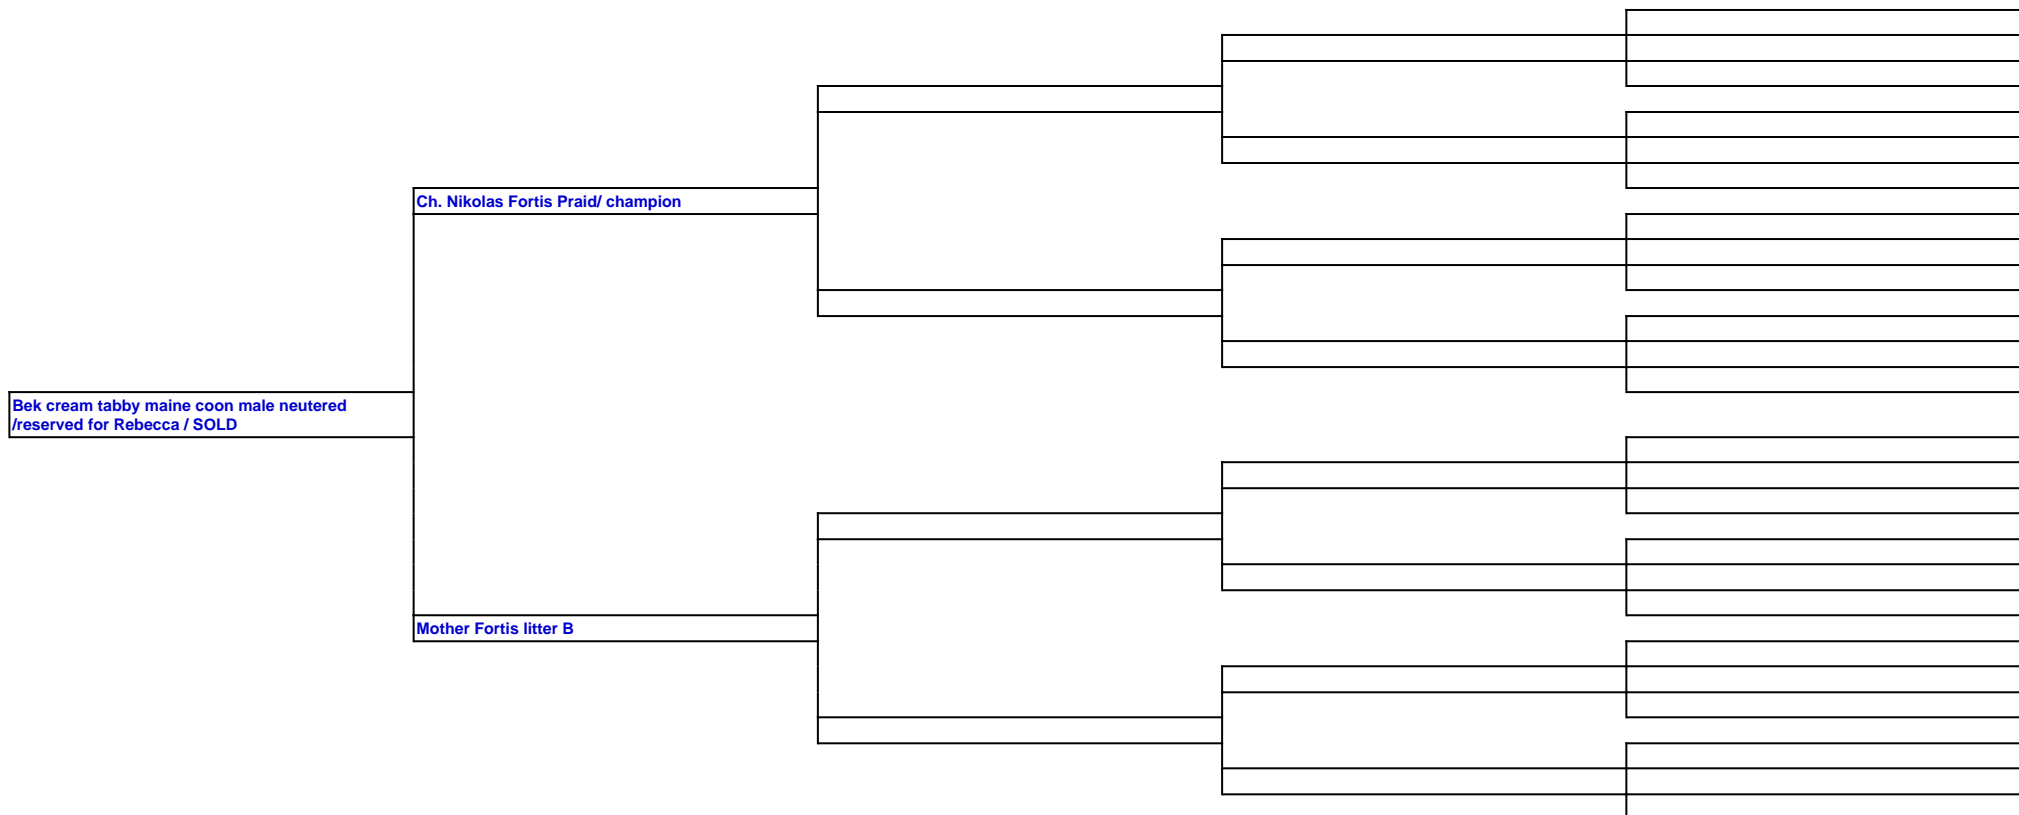 Ch. Nikolas Fortis Praid/ champion
Bek cream tabby maine coon male neutered
/reserved for Rebecca / SOLD
Mother Fortis litter B